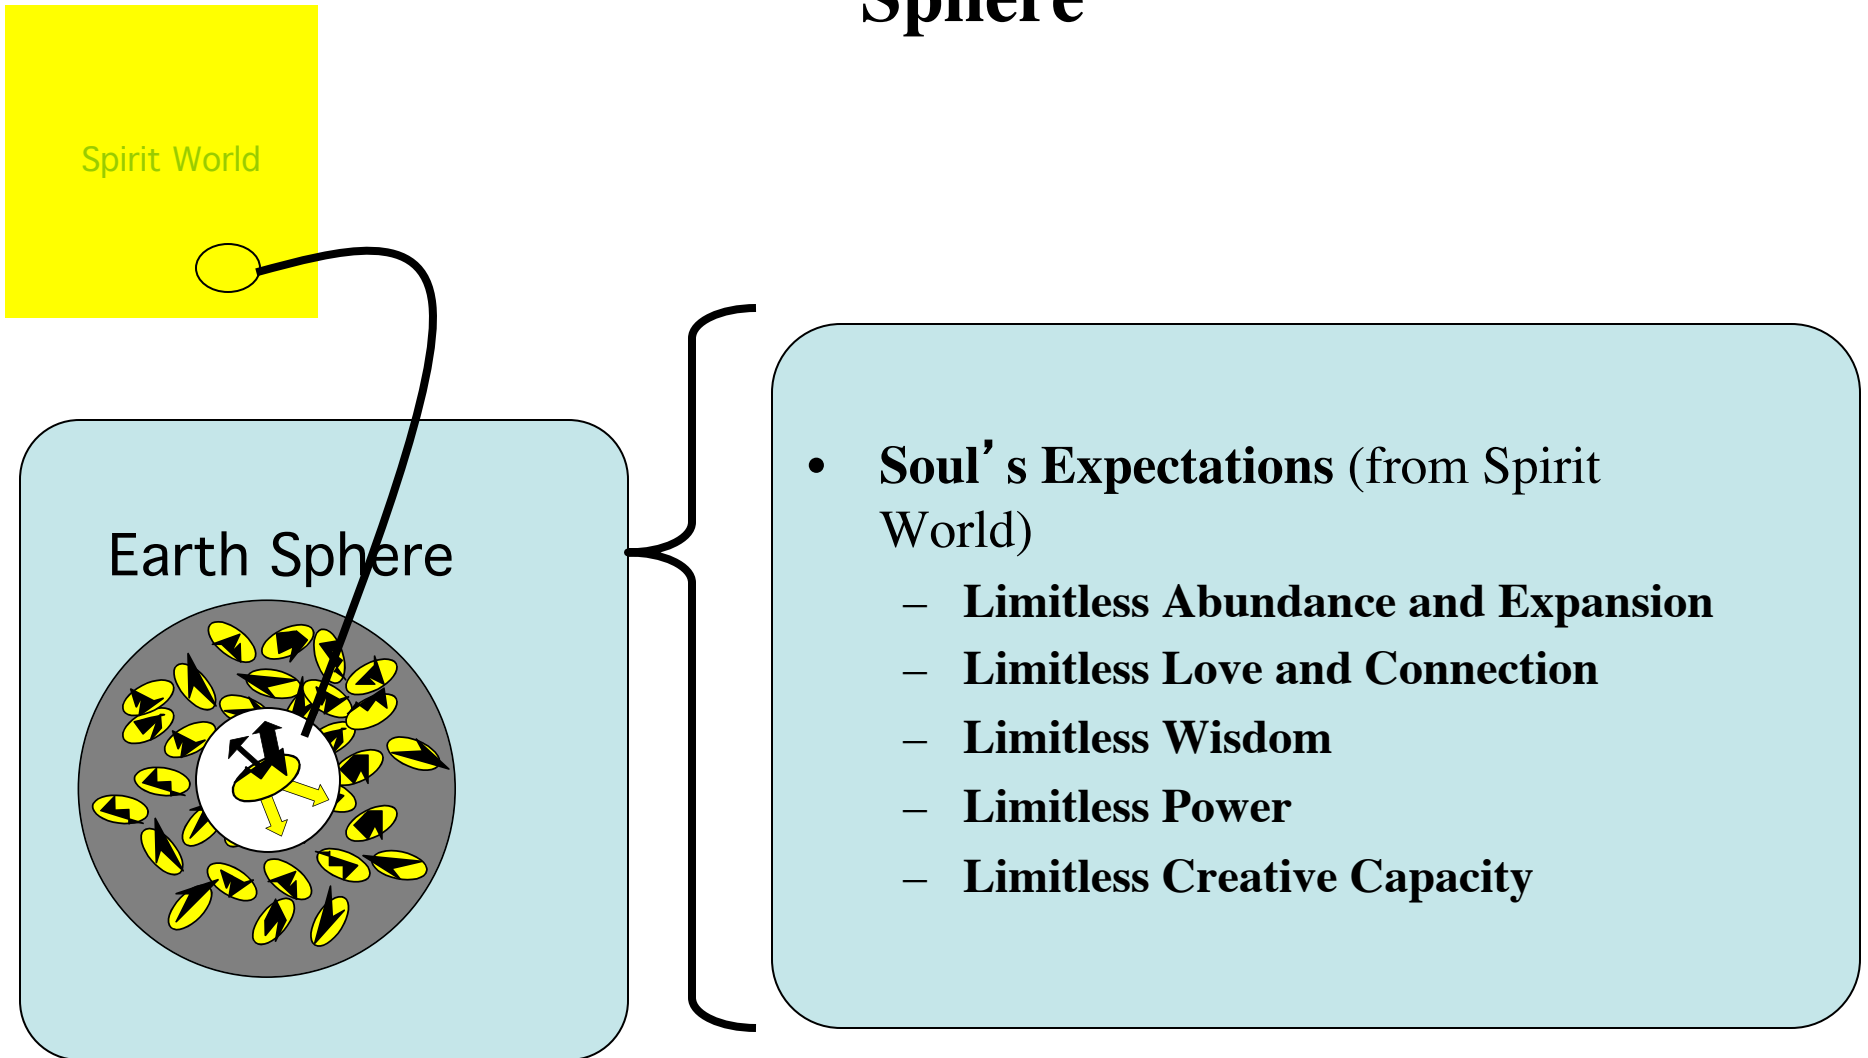 Sphere
Spirit World
Earth Sphere
• Soul’s Expectations (from Spirit
World)
– Limitless Abundance and Expansion
– Limitless Love and Connection
– Limitless Wisdom
– Limitless Power
– Limitless Creative Capacity